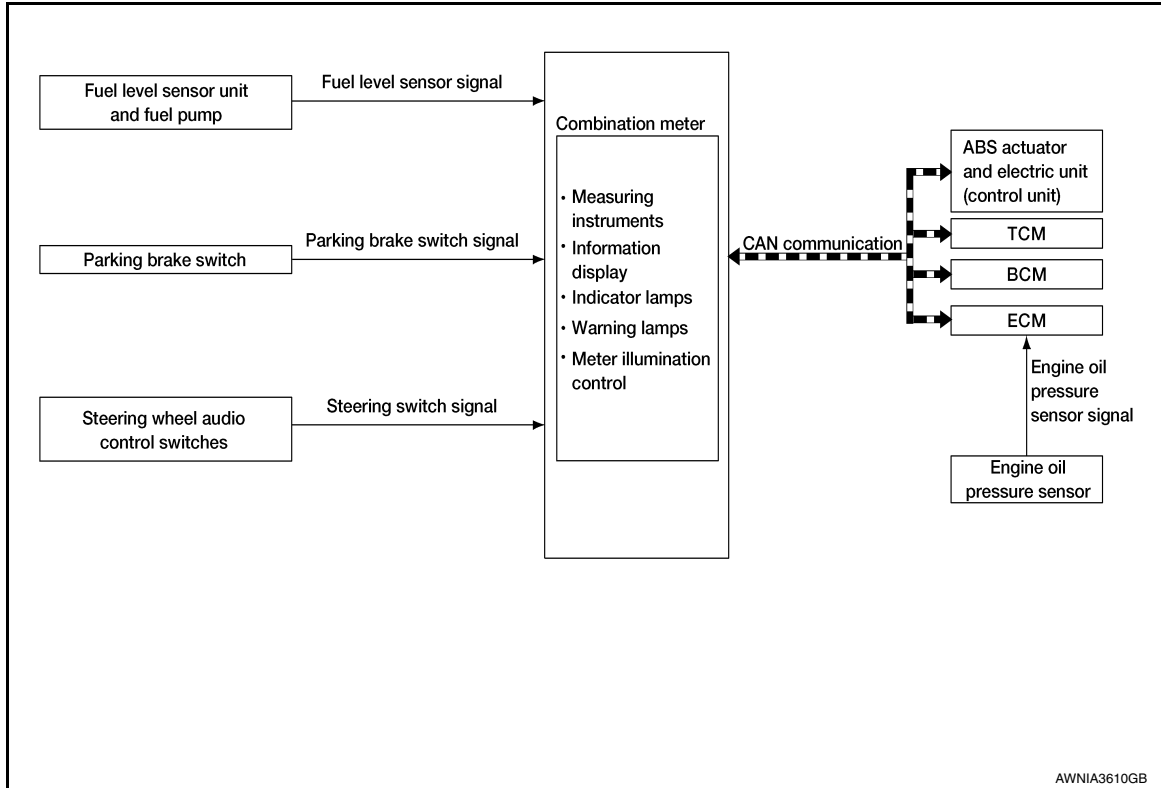 Fuel level sensor unit
and fuel pump
Fuel level sensor signal
Parking brake switch
Parking brake switch signal
Steering wheel audio
control switches
Steering switch signal
Combination meter
· Measuring
instruments
· Information
display
· Indicator lamps
· Warning lamps
· Meter illumination
control
CAN communication
ABS actuator
and electric unit
(control unit)
TCM
BCM
ECM
Engine oil
pressure
sensor signal
Engine oil
pressure sensor
AWNIA3610GB